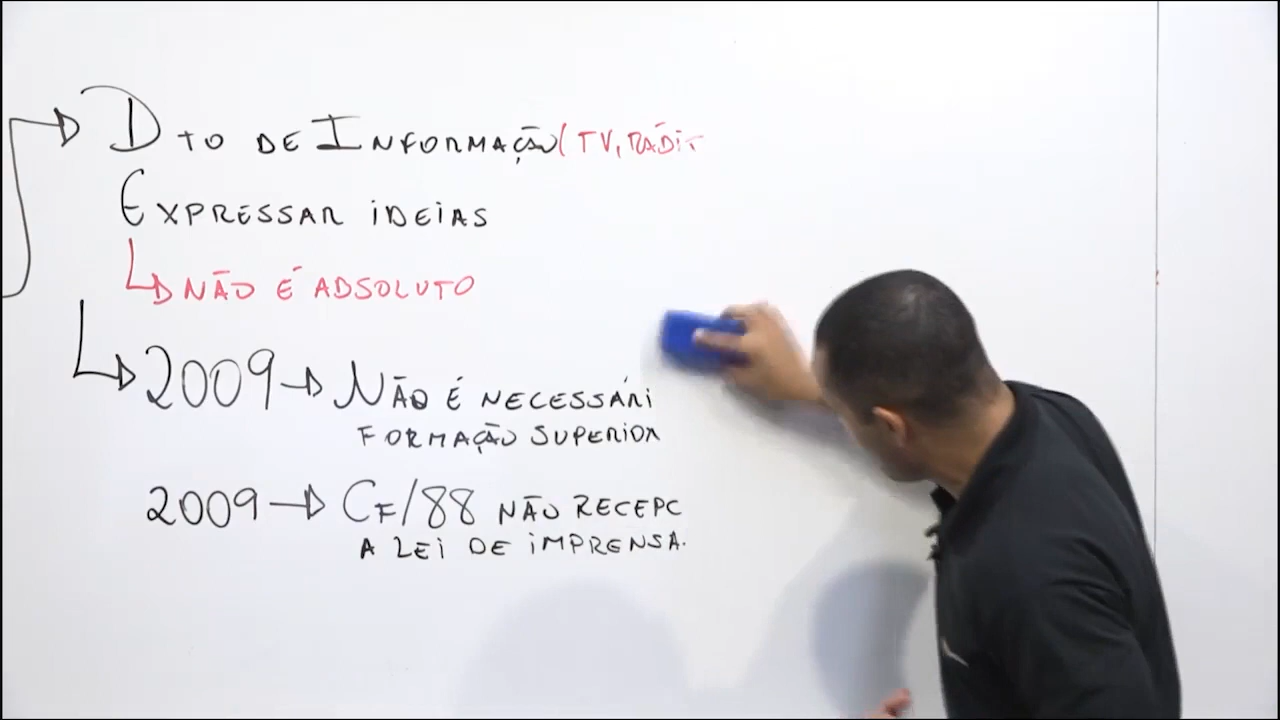 DTO DE INFORMAÇÃO (TV, RÁDI
EXPRESSAR IDEIAS
NÃO É ABSOLUTO
2009 → NÃO É NECESSÁRI
FORMAÇÃO SUPERIOR
2009 → CF/88 NÃO RECEPC
A LEI DE IMPRENSA.